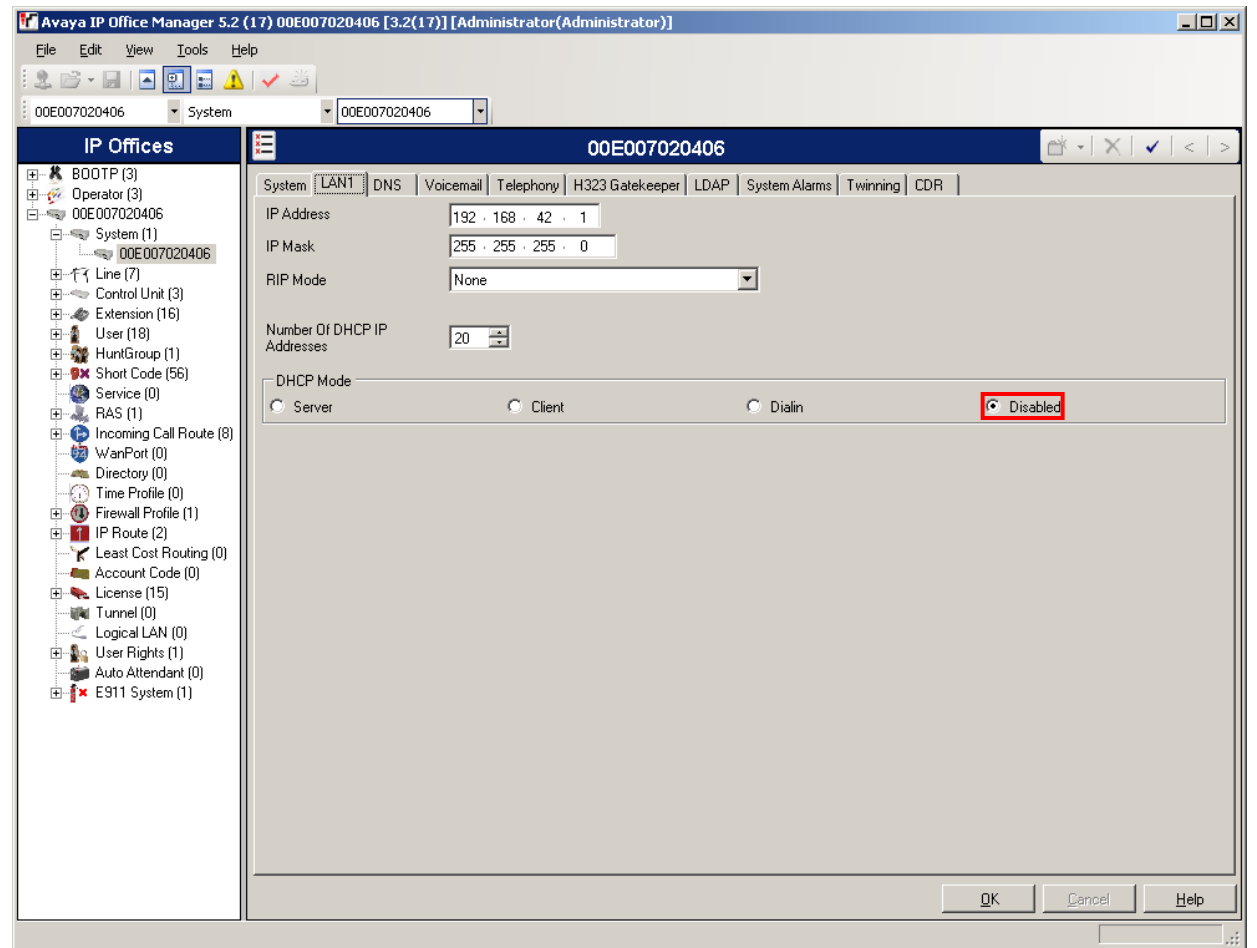 Avaya IP Office Manager 5.2 (17) 00E007020406 [3.2(17)] [Administrator(Administrator)]
File Edit View Tools Help
00E007020406 System 00E007020406
IP Offices
BOOTP (3)
Operator (3)
00E007020406
System (1)
00E007020406
Line (7)
Control Unit (3)
Extension (16)
User (18)
HuntGroup (1)
Short Code (56)
Service (0)
RAS (1)
Incoming Call Route (8)
WanPort (0)
Directory (0)
Time Profile (0)
Firewall Profile (1)
IP Route (2)
Least Cost Routing (0)
Account Code (0)
License (15)
Tunnel (0)
Logical LAN (0)
User Rights (1)
Auto Attendant (0)
E911 System (1)
00E007020406
System LAN1 DNS Voicemail Telephony H323 Gatekeeper LDAP System Alarms Twinning CDR
IP Address 192 . 168 . 42 . 1
IP Mask 255 . 255 . 255 . 0
RIP Mode None
Number Of DHCP IP
Addresses 20
DHCP Mode
Server Client Dialin Disabled
OK Cancel Help